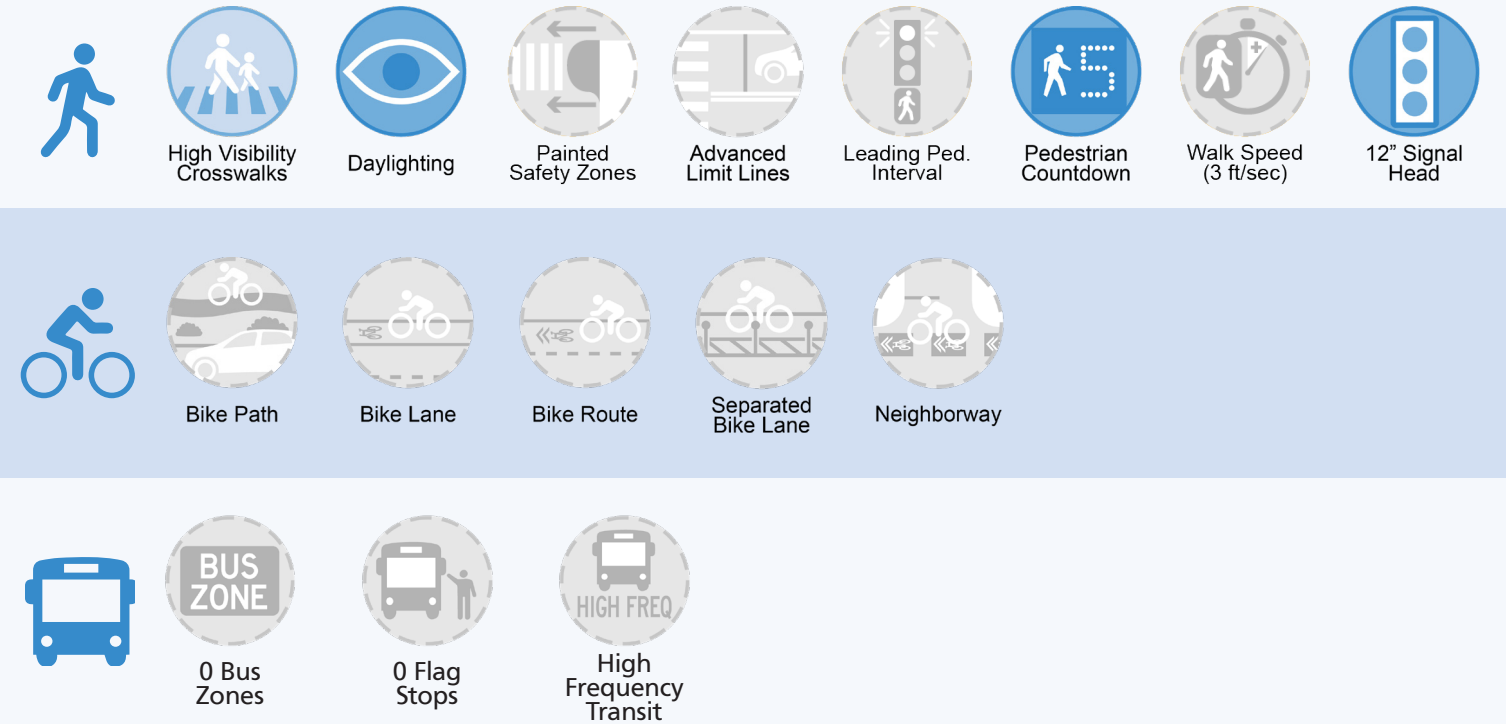 High Visibility
Crosswalks
Daylighting
Painted
Safety Zones
Advanced
Limit Lines
Leading Ped.
Interval
5
Pedestrian
Countdown
Walk Speed
(3 ft/sec)
12” Signal
Head
Bike Path
Bike Lane
Bike Route
Separated
Bike Lane
Neighborway
BUS
ZONE
0 Bus
Zones
0 Flag
Stops
HIGH FREQ
High
Frequency
Transit